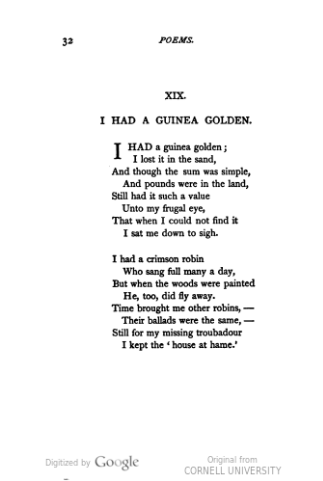 32 POEMS.
XIX.
I HAD A GUINEA GOLDEN.
I HAD a guinea golden;
I lost it in the sand,
And though the sum was simple,
And pounds were in the land,
Still had it such a value
Unto my frugal eye,
That when I could not find it
I sat me down to sigh.
I had a crimson robin
Who sang full many a day,
But when the woods were painted
He, too, did fly away.
Time brought me other robins, —
Their ballads were the same, —
Still for my missing troubadour
I kept the ‘house at hame.’
Digitized by Google
Original from
CORNELL UNIVERSITY